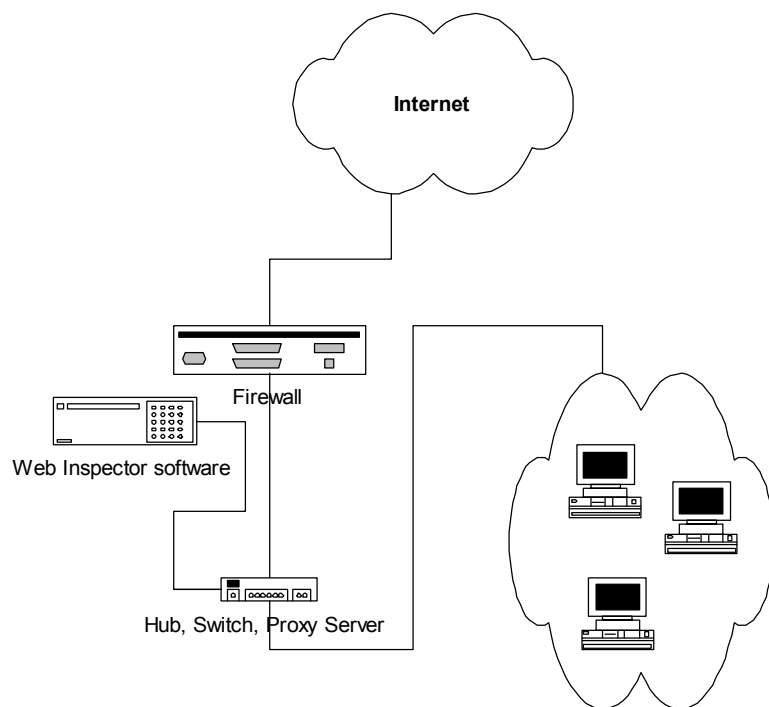 Internet
Firewall
Web Inspector software
Hub, Switch, Proxy Server